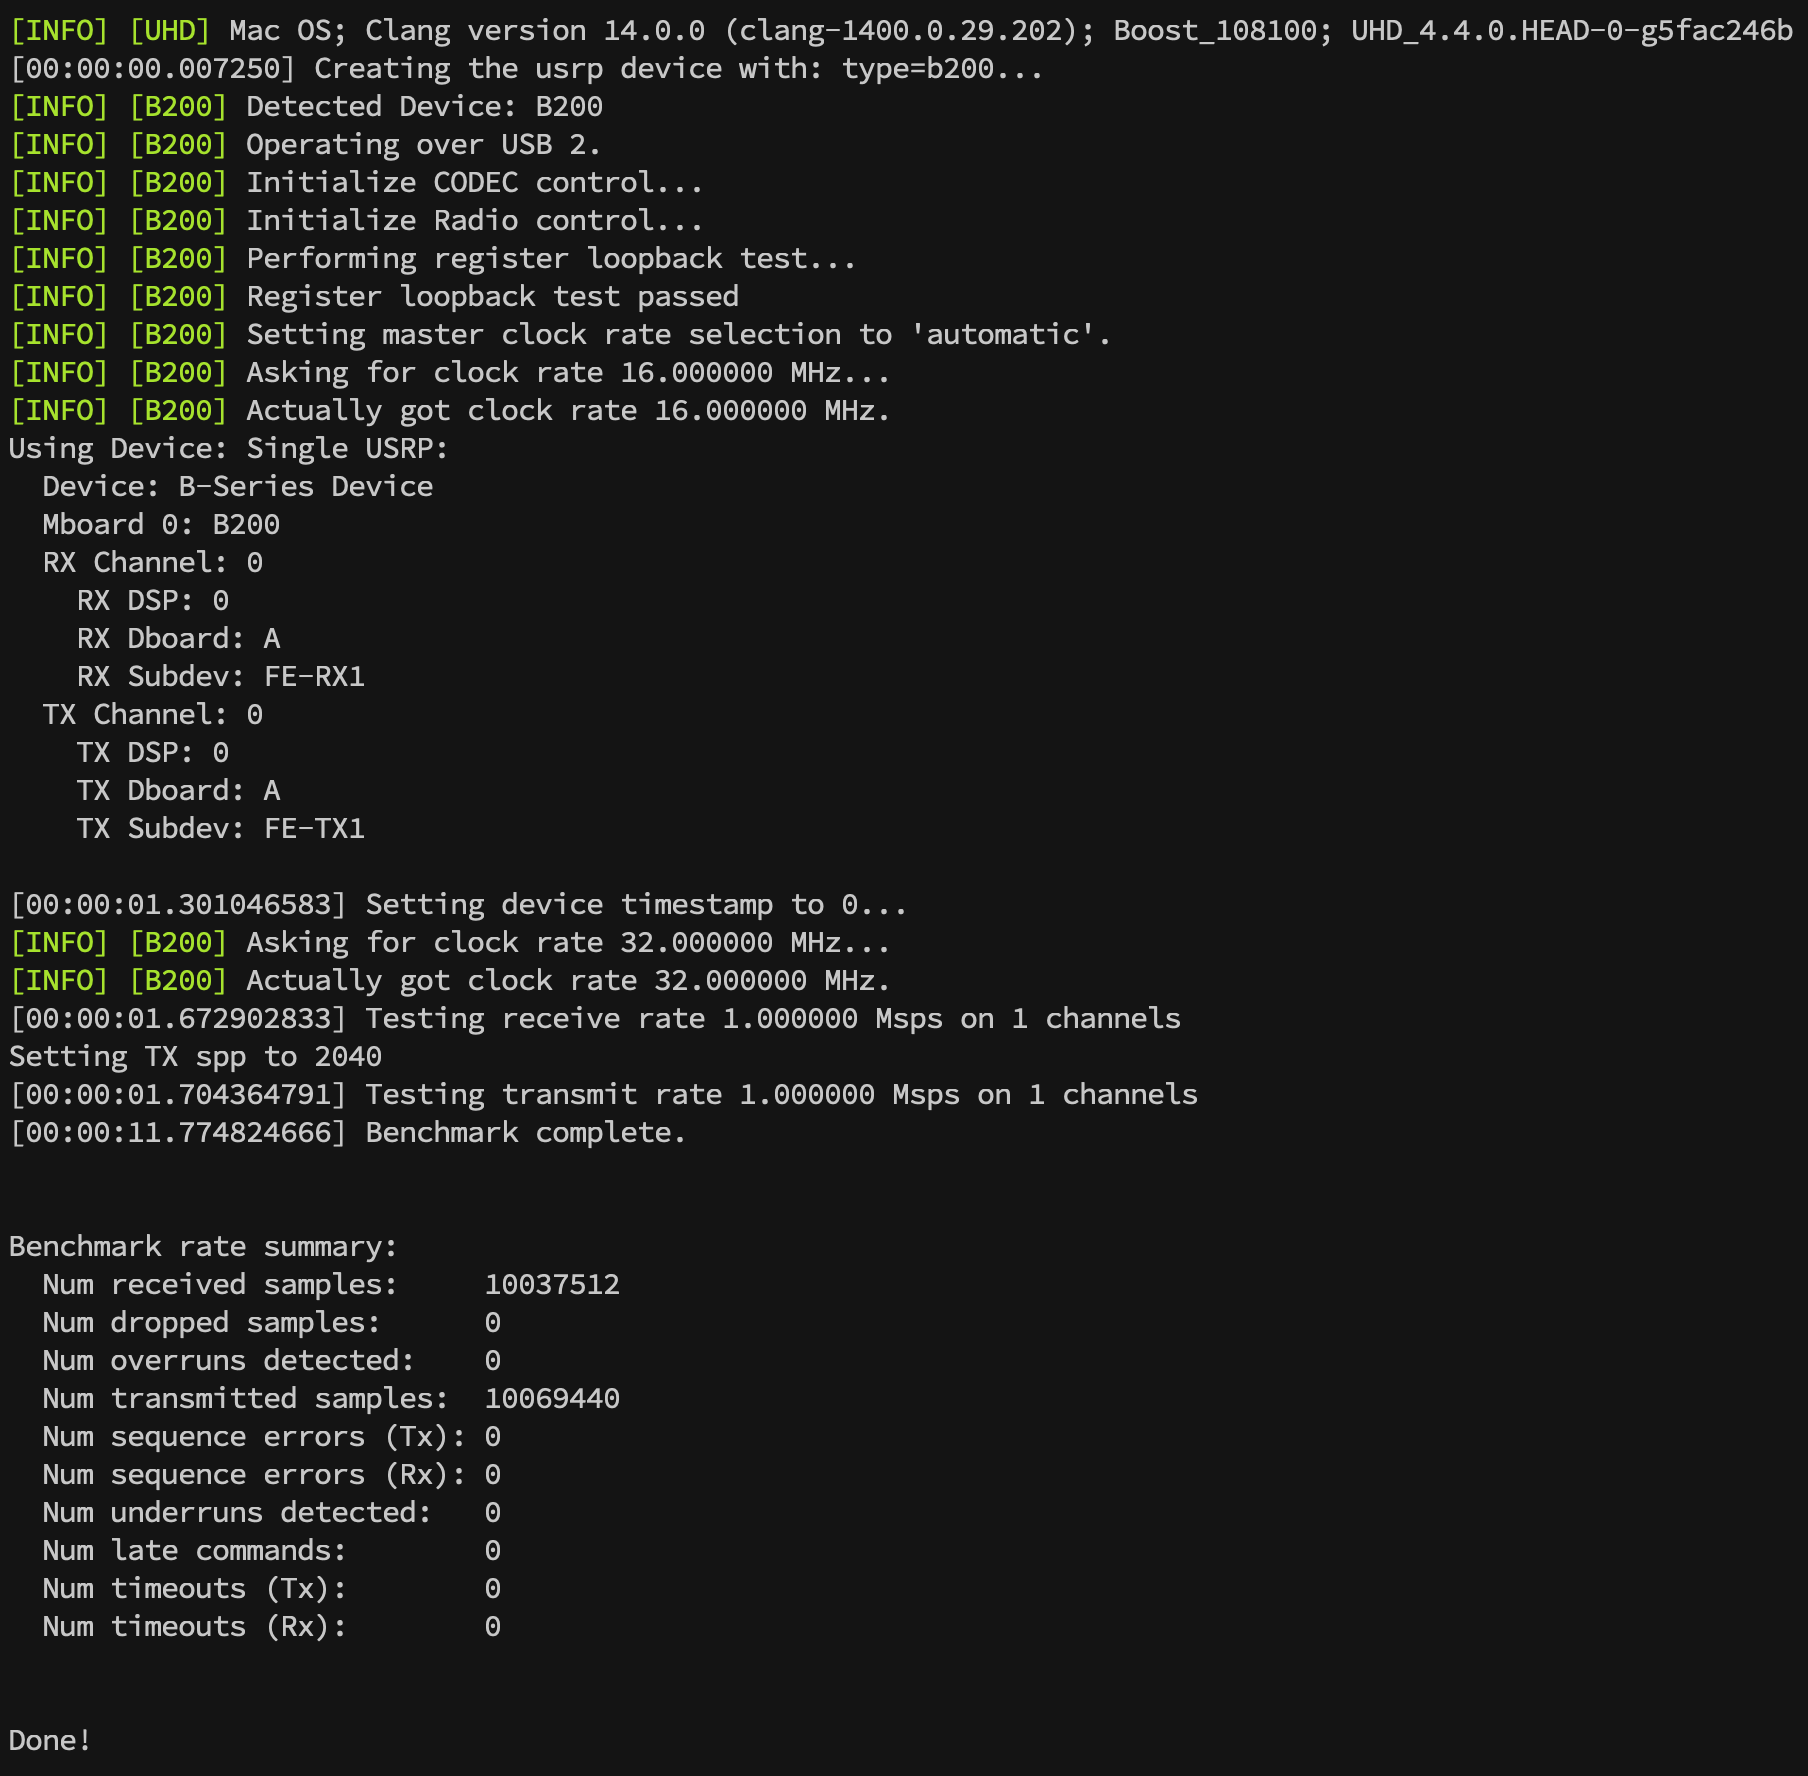 [INFO] [UHD] Mac OS; Clang version 14.0.0 (clang-1400.0.29.202); Boost_108100; UHD_4.4.0.HEAD-0-g5fac246b
[00:00:00.007250] Creating the usrp device with: type=b200...
[INFO] [B200] Detected Device: B200
[INFO] [B200] Operating over USB 2.
[INFO] [B200] Initialize CODEC control...
[INFO] [B200] Initialize Radio control...
[INFO] [B200] Performing register loopback test...
[INFO] [B200] Register loopback test passed
[INFO] [B200] Setting master clock rate selection to 'automatic'.
[INFO] [B200] Asking for clock rate 16.000000 MHz...
[INFO] [B200] Actually got clock rate 16.000000 MHz.
Using Device: Single USRP:
  Device: B-Series Device
  Mboard 0: B200
  RX Channel: 0
    RX DSP: 0
    RX Dboard: A
    RX Subdev: FE-RX1
  TX Channel: 0
    TX DSP: 0
    TX Dboard: A
    TX Subdev: FE-TX1

[00:00:01.301046583] Setting device timestamp to 0...
[INFO] [B200] Asking for clock rate 32.000000 MHz...
[INFO] [B200] Actually got clock rate 32.000000 MHz.
[00:00:01.672902833] Testing receive rate 1.000000 Msps on 1 channels
Setting TX spp to 2040
[00:00:01.704364791] Testing transmit rate 1.000000 Msps on 1 channels
[00:00:11.774824666] Benchmark complete.


Benchmark rate summary:
  Num received samples:     10037512
  Num dropped samples:      0
  Num overruns detected:    0
  Num transmitted samples:  10069440
  Num sequence errors (Tx): 0
  Num sequence errors (Rx): 0
  Num underruns detected:   0
  Num late commands:        0
  Num timeouts (Tx):        0
  Num timeouts (Rx):        0


Done!